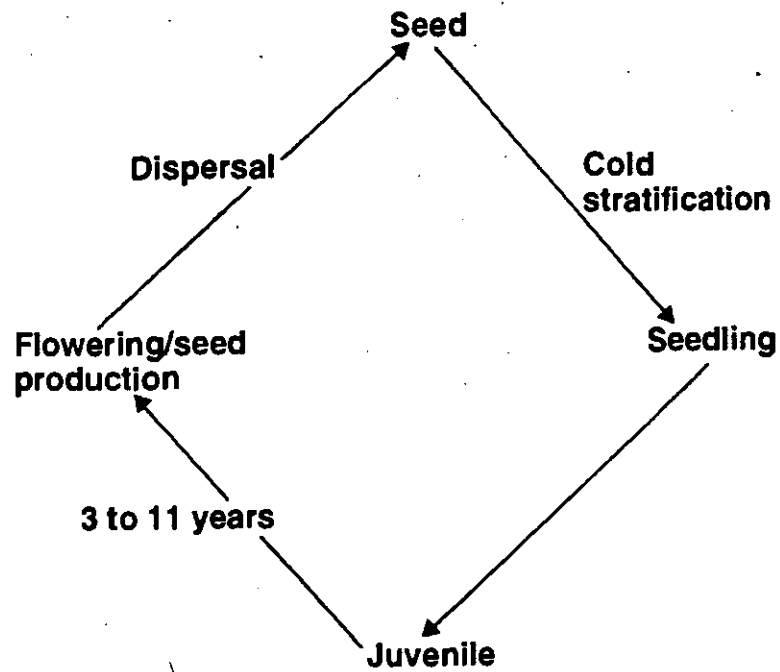 Seed
Dispersal
Cold
stratification
Flowering/seed
production
Seedling
3 to 11 years
Juvenile